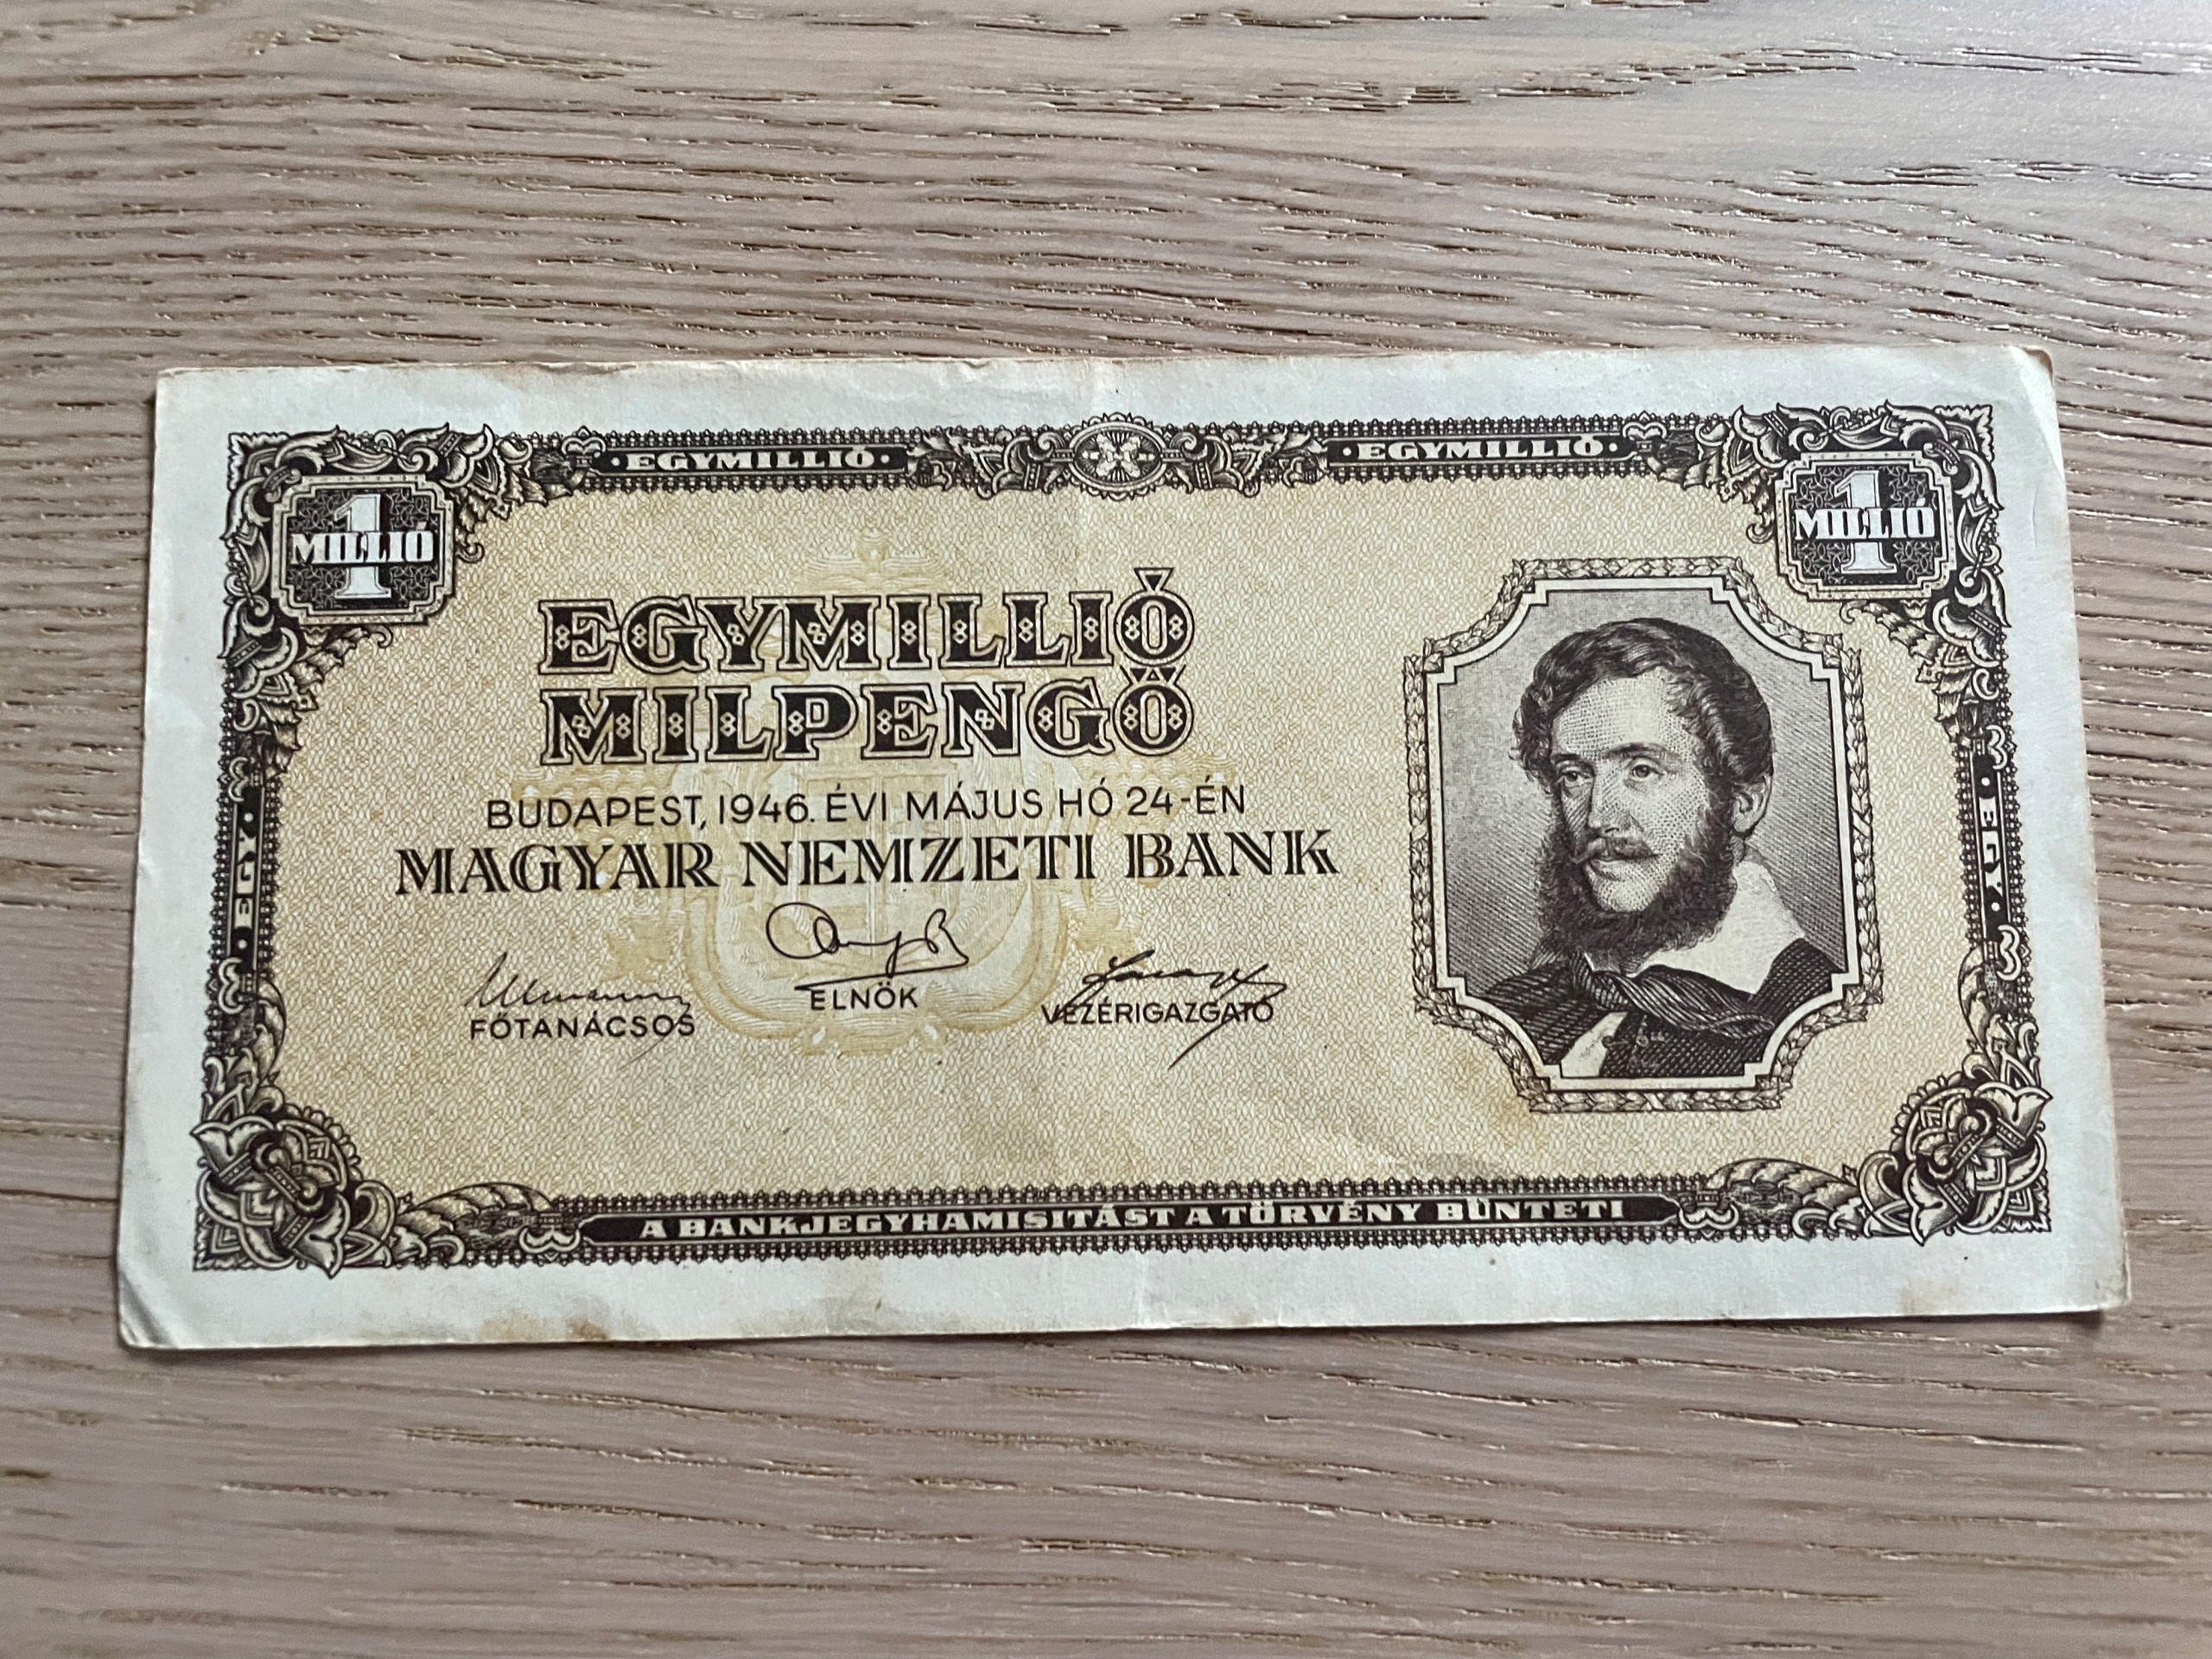 · EGYMILLIÓ ·
· EGYMILLIÓ ·
1
MILLIÓ
1
MILLIÓ
EGYMILLIÓ
MILPENGŐ
BUDAPEST, 1946. ÉVI MÁJUS HÓ 24-ÉN
MAGYAR NEMZETI BANK
FŐTANÁCSOS
ELNÖK
VEZÉRIGAZGATÓ
· EGY ·
· EGY ·
A BANKJEGYHAMISITÁST A TÖRVÉNY BÜNTETI